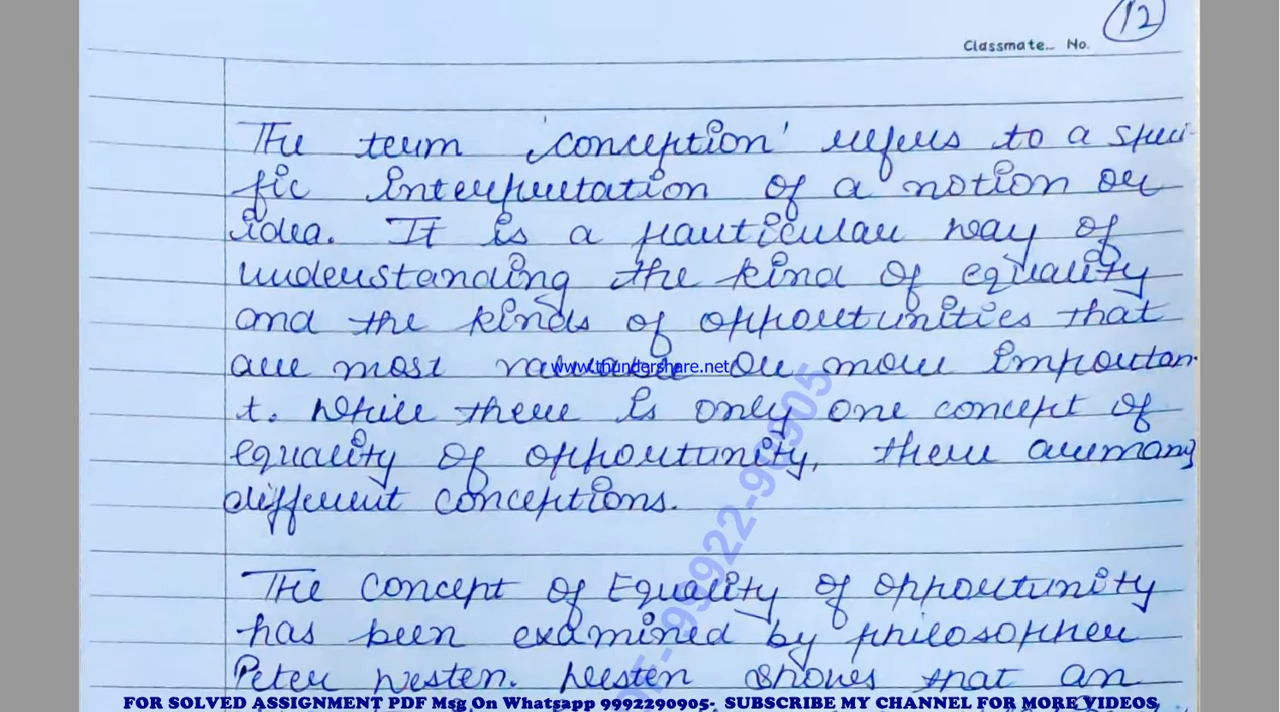 12
Classmate No.
The term 'conception' refers to a speci-
fic interpretation of a notion or
idea. It is a particular way of
understanding the kind of equality
and the kinds of opportunities that
are most www.thundershare.net or more importan
t. While there is only one concept of
equality of opportunity, there are many
different conceptions.
The concept of Equality of opportunity
has been examined by philosopher
Peter Westen. Westen shows that an
99922-90905
FOR SOLVED ASSIGNMENT PDF Msg On Whatsapp 9992290905- SUBSCRIBE MY CHANNEL FOR MORE VIDEOS,